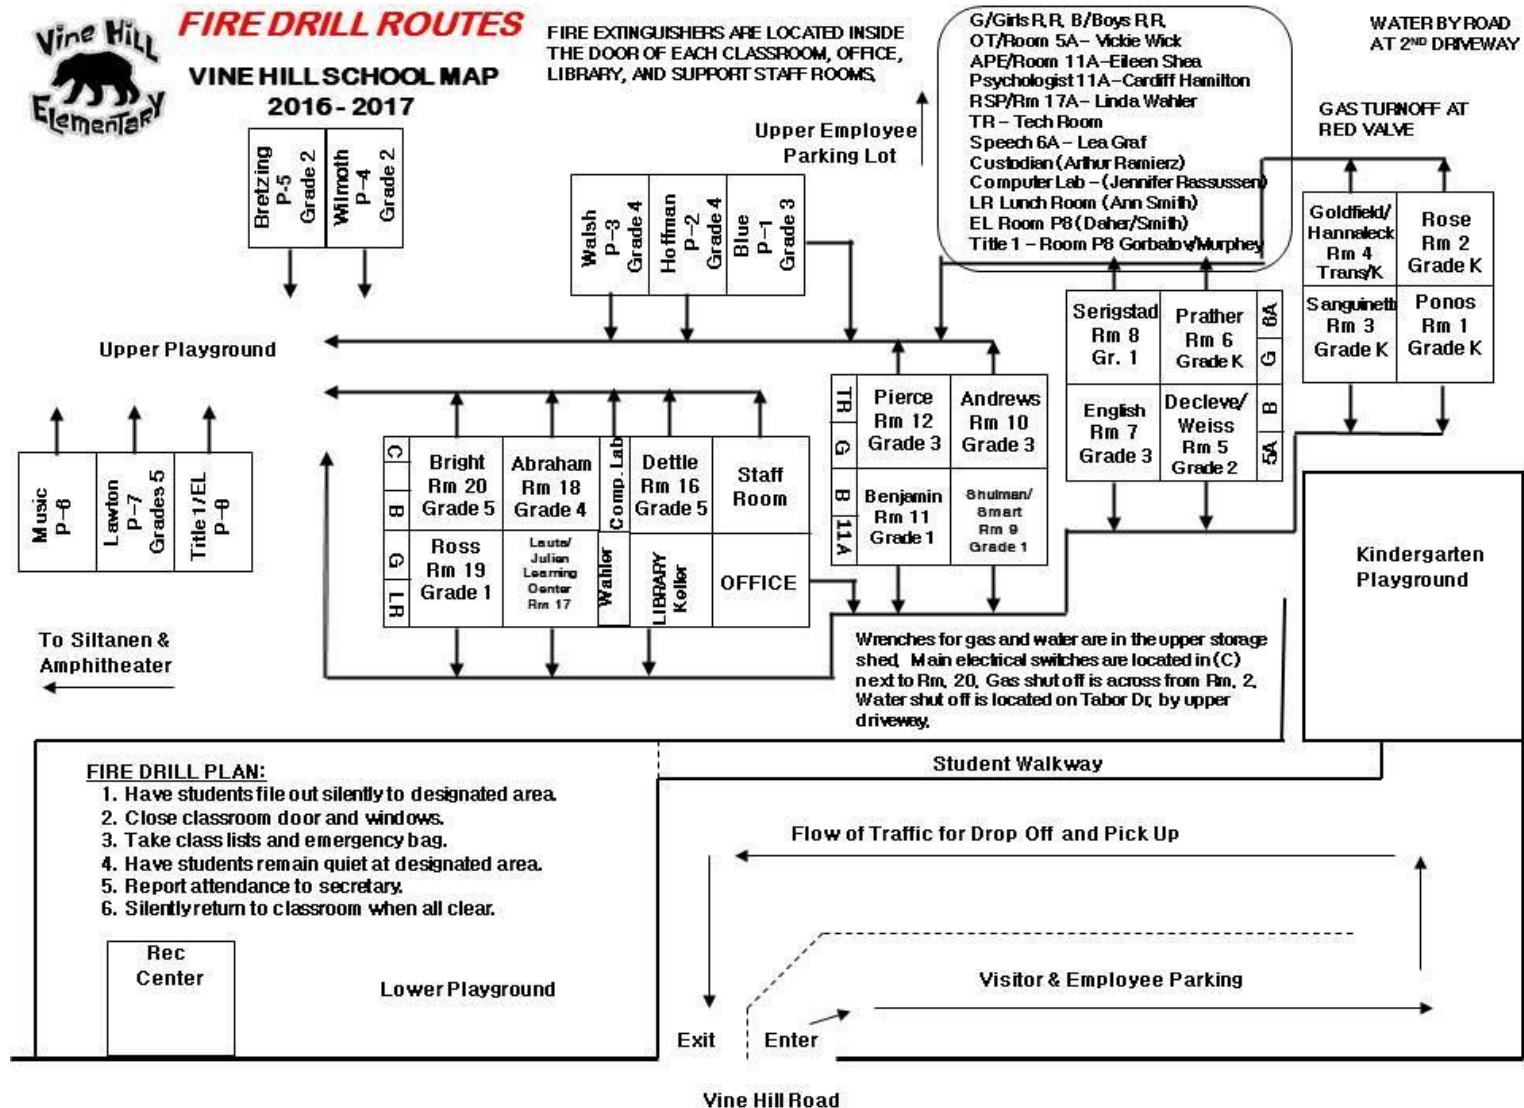 Vine Hill
Elementary
FIRE DRILL ROUTES
VINE HILL SCHOOL MAP
2016 - 2017
FIRE EXTINGUISHERS ARE LOCATED INSIDE
THE DOOR OF EACH CLASSROOM, OFFICE,
LIBRARY, AND SUPPORT STAFF ROOMS.
G/Girls R.R. B/Boys R.R.
OT/Room 5A – Vickie Wick
APE/Room 11A –Eileen Shea
Psychologist 11A – Cardiff Hamilton
RSP/Rm 17A – Linda Wahler
TR – Tech Room
Speech 6A – Lea Graf
Custodian (Arthur Ramierz)
Computer Lab – (Jennifer Rassussen)
LR Lunch Room (Ann Smith)
EL Room P8 (Daher/Smith)
Title 1 – Room P8 Gorbatov/Murphey
WATER BY ROAD
AT 2ND DRIVEWAY
GAS TURNOFF AT
RED VALVE
Upper Employee
Parking Lot
Bretzing
P-5
Grade 2
Wilmoth
P-4
Grade 2
Walsh
P-3
Grade 4
Hoffman
P-2
Grade 4
Blue
P-1
Grade 3
Goldfield/
Hannaleck
Rm 4
Trans/K
Rose
Rm 2
Grade K
Sanguinetti
Rm 3
Grade K
Ponos
Rm 1
Grade K
Serigstad
Rm 8
Gr. 1
Prather
Rm 6
Grade K
6A
G
English
Rm 7
Grade 3
Decleve/
Weiss
Rm 5
Grade 2
B
5A
Upper Playground
TR
G
Pierce
Rm 12
Grade 3
Andrews
Rm 10
Grade 3
B
11A
Benjamin
Rm 11
Grade 1
Shulman/
Smart
Rm 9
Grade 1
Music
P-6
Lawton
P-7
Grades 5
Title 1/EL
P-8
C
B
Bright
Rm 20
Grade 5
Abraham
Rm 18
Grade 4
Comp. Lab
Dettle
Rm 16
Grade 5
Staff
Room
G
LR
Ross
Rm 19
Grade 1
Julien
Learning
Center
Rm 17
Wahler
LIBRARY
Keller
OFFICE
Kindergarten
Playground
To Siltanen &
Amphitheater
Wrenches for gas and water are in the upper storage
shed. Main electrical switches are located in (C)
next to Rm. 20. Gas shut off is across from Rm. 2.
Water shut off is located on Tabor Dr. by upper
driveway.
Student Walkway
FIRE DRILL PLAN:
1. Have students file out silently to designated area.
2. Close classroom door and windows.
3. Take class lists and emergency bag.
4. Have students remain quiet at designated area.
5. Report attendance to secretary.
6. Silently return to classroom when all clear.
Flow of Traffic for Drop Off and Pick Up
Rec
Center
Lower Playground
Visitor & Employee Parking
Exit
Enter
Vine Hill Road